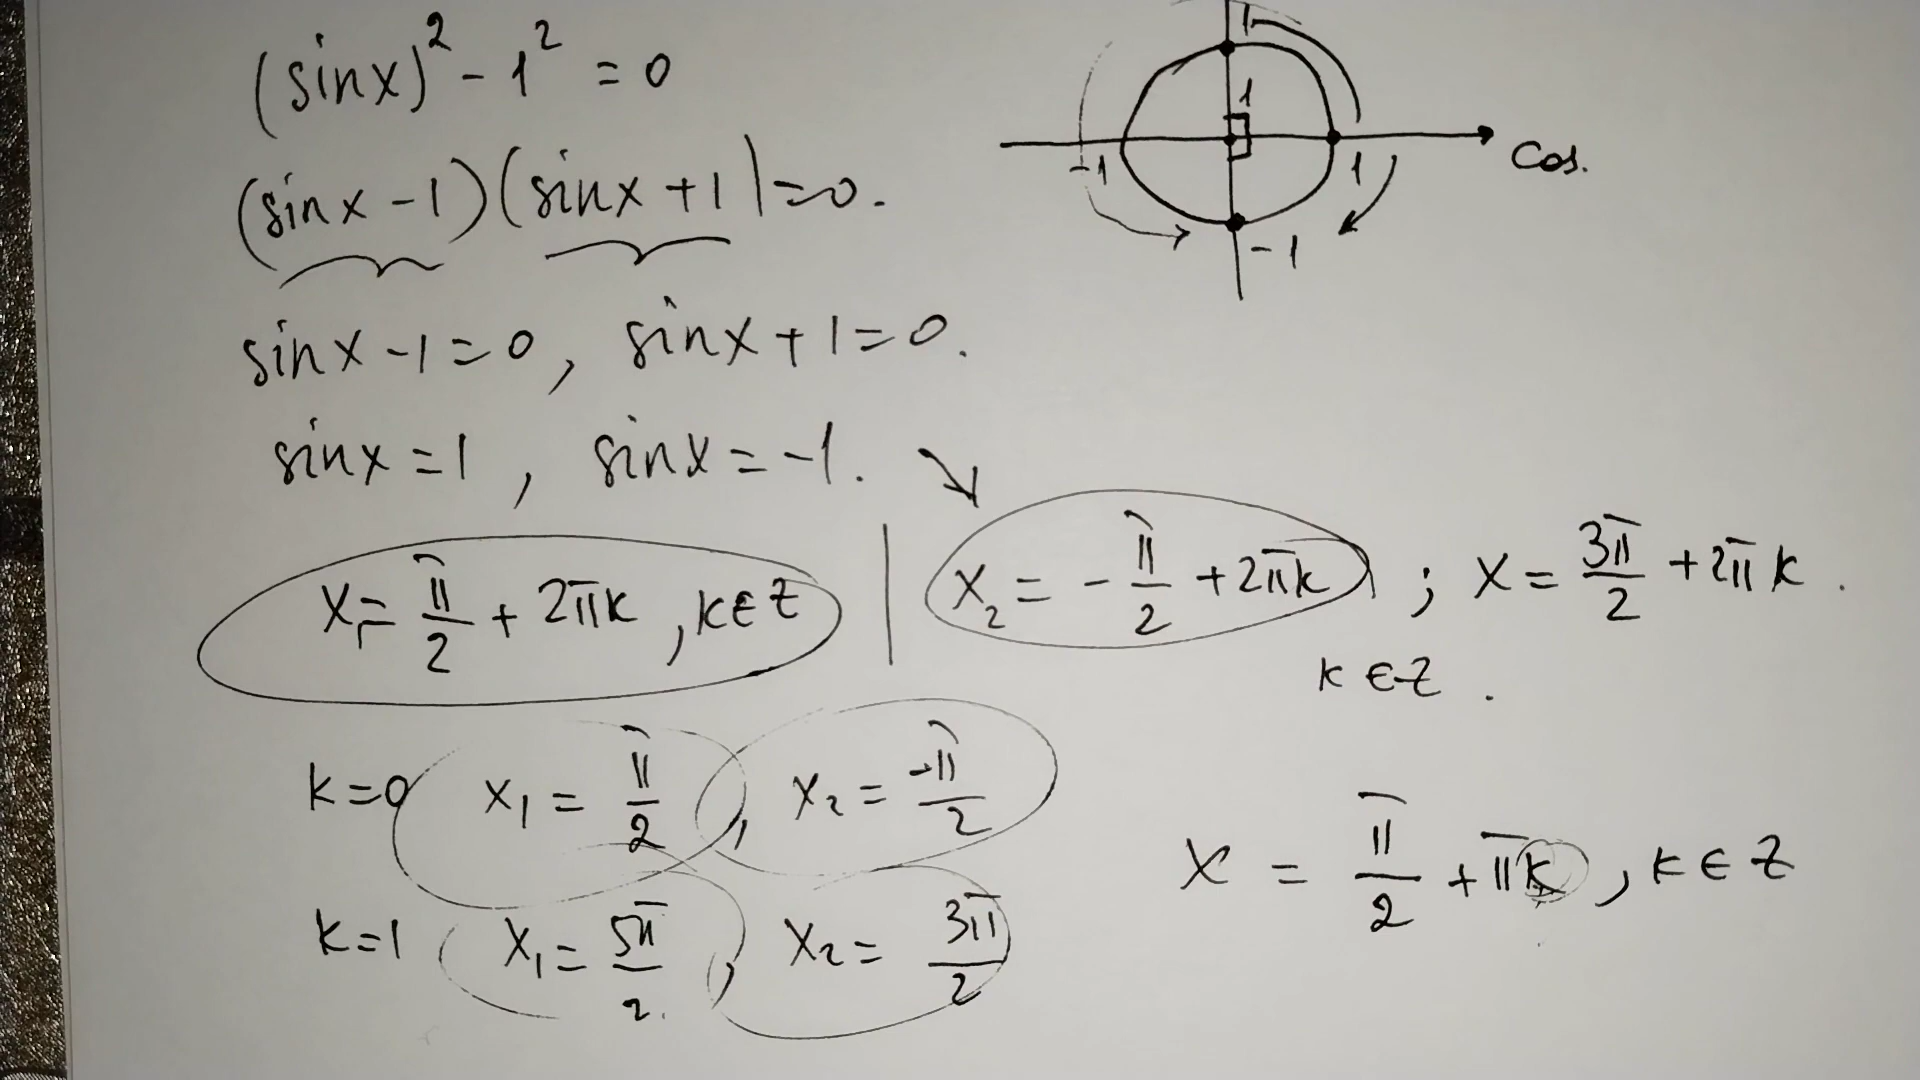 (sinx)² - 1² = 0
(sinx - 1)(sinx + 1) = 0.
sinx - 1 = 0, sinx + 1 = 0.
sinx = 1, sinx = -1.
x₁ = π/2 + 2πk, k∈Z | x₂ = -π/2 + 2πk ; x = 3π/2 + 2πk.
k∈Z.
k=0 x₁ = π/2, x₂ = -π/2
k=1 x₁ = 5π/2, x₂ = 3π/2
x = π/2 + πk, k∈Z
1
1
-1
1
Cos.
-1